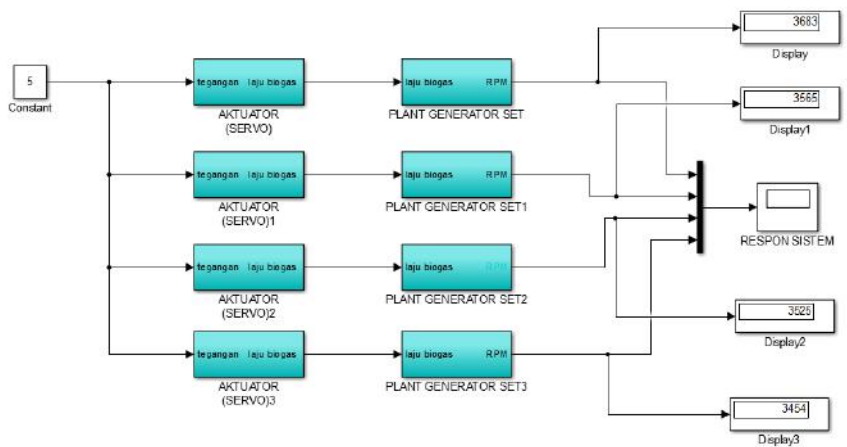 3683
Display
5
Constant
tegangan laju biogas
AKTUATOR
(SERVO)
laju biogas RPM
PLANT GENERATOR SET
3565
Display1
tegangan laju biogas
AKTUATOR
(SERVO)1
laju biogas RPM
PLANT GENERATOR SET1
RESPON SISTEM
tegangan laju biogas
AKTUATOR
(SERVO)2
laju biogas RPM
PLANT GENERATOR SET2
3525
Display2
tegangan laju biogas
AKTUATOR
(SERVO)3
laju biogas RPM
PLANT GENERATOR SET3
3454
Display3